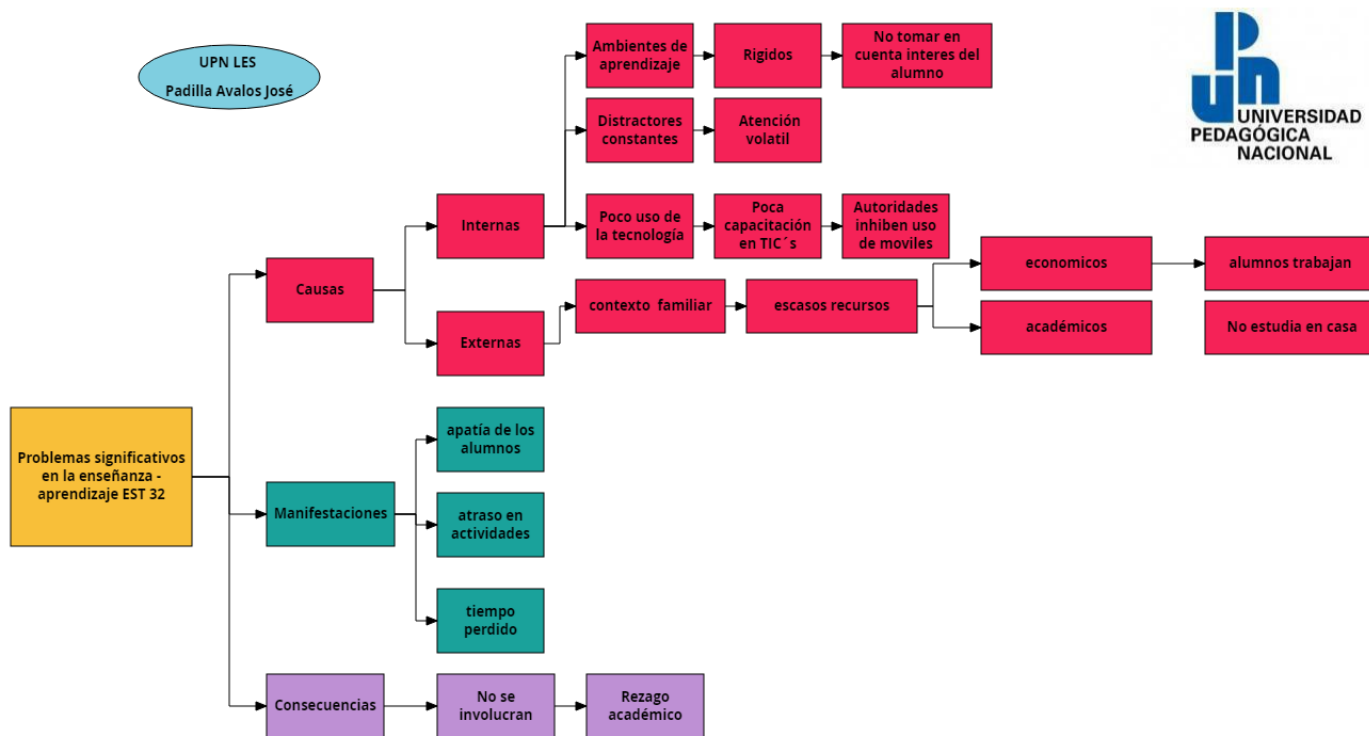 UPN LES
Padilla Avalos José
UNIVERSIDAD
PEDAGÓGICA
NACIONAL
Problemas significativos
en la enseñanza -
aprendizaje EST 32
Causas
Internas
Ambientes de
aprendizaje
Rigidos
No tomar en
cuenta interes del
alumno
Distractores
constantes
Atención
volatil
Poco uso de
la tecnología
Poca
capacitación
en TIC´s
Autoridades
inhiben uso
de moviles
Externas
contexto familiar
escasos recursos
economicos
alumnos trabajan
académicos
No estudia en casa
Manifestaciones
apatía de los
alumnos
atraso en
actividades
tiempo
perdido
Consecuencias
No se
involucran
Rezago
académico